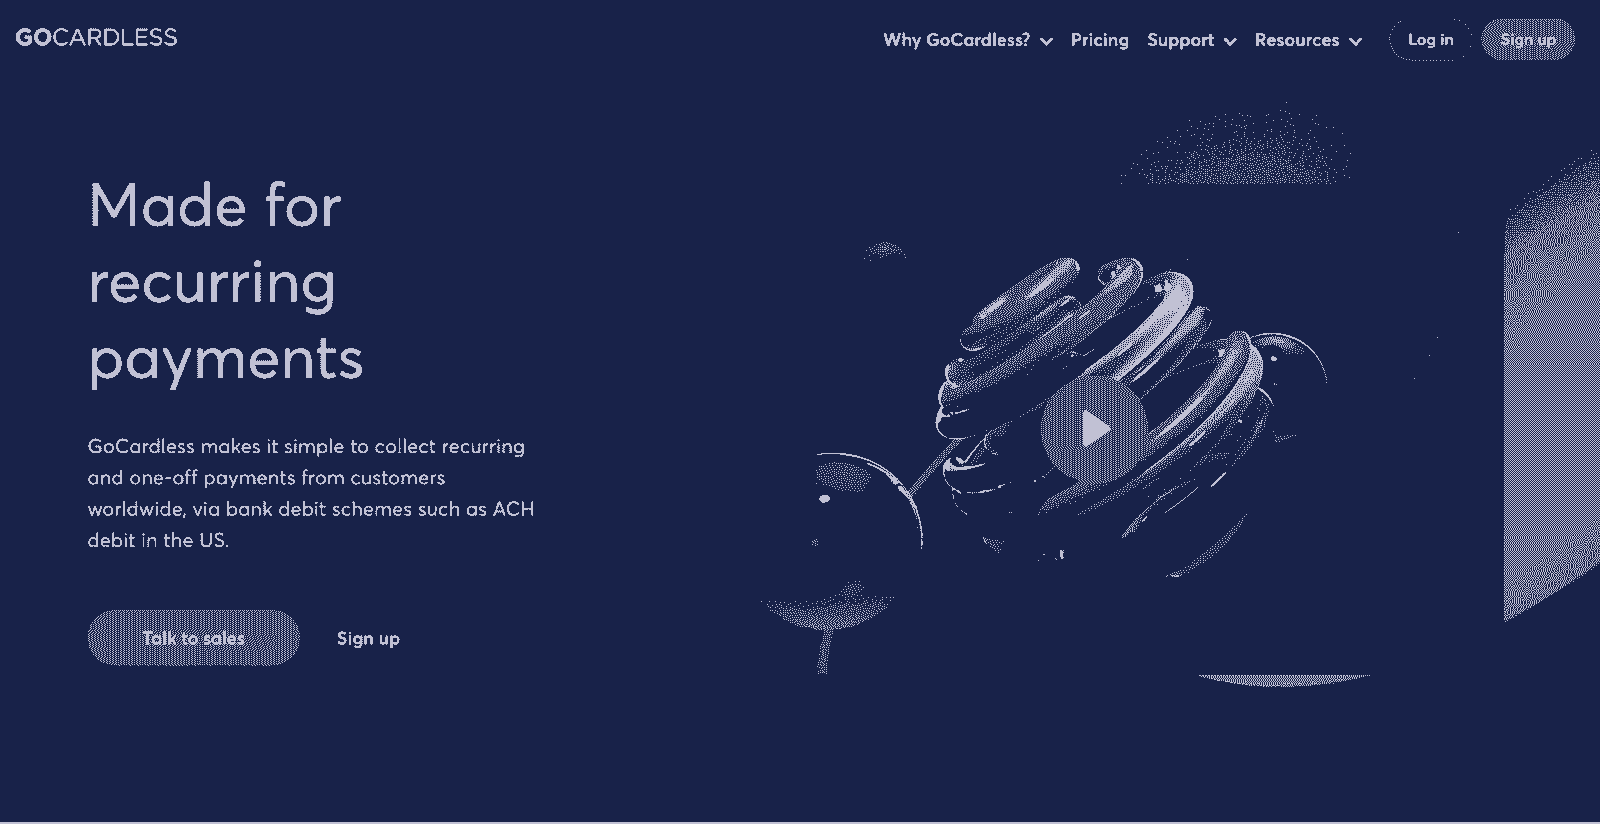 GOCARDLESS
Why GoCardless? Pricing Support Resources Log in Sign up
Made for
recurring
payments
GoCardless makes it simple to collect recurring
and one-off payments from customers
worldwide, via bank debit schemes such as ACH
debit in the US.
Talk to sales Sign up